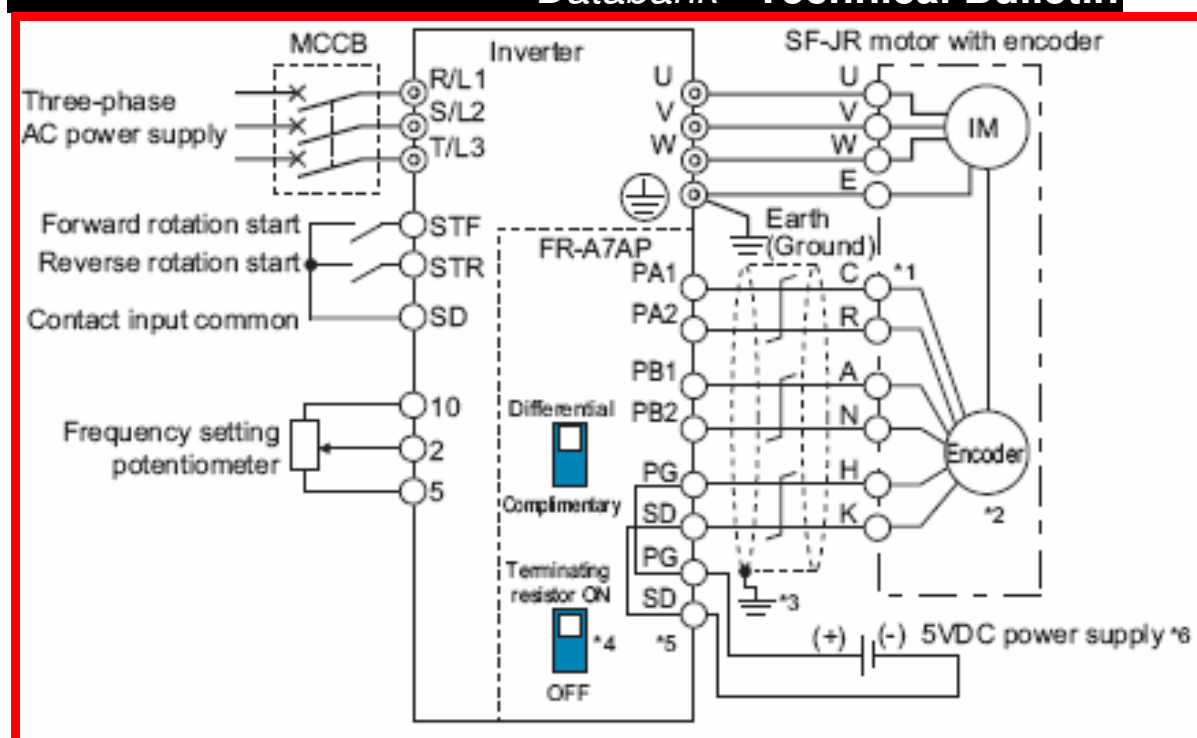 Databank Technical Bulletin
MCCB
Inverter
SF-JR motor with encoder
Three-phase
AC power supply
R/L1
S/L2
T/L3
U
V
W
U
V
W
E
IM
Forward rotation start
Reverse rotation start
Contact input common
STF
STR
SD
Earth
(Ground)
FR-A7AP
PA1
PA2
PB1
PB2
PG
SD
PG
SD
C
R
A
N
H
K
*1
Encoder
*2
*3
Frequency setting
potentiometer
10
2
5
Differential
Complimentary
Terminating
resistor ON
*4
OFF
*5
(+)
(-)
5VDC power supply *6